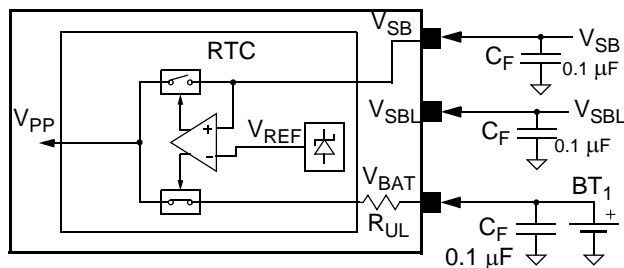 V_SB
RTC
V_SB
C_F
0.1 μF
V_PP
+
-
V_REF
V_SBL
V_SBL
C_F
0.1 μF
V_BAT
R_UL
BT_1
+
C_F
0.1 μF